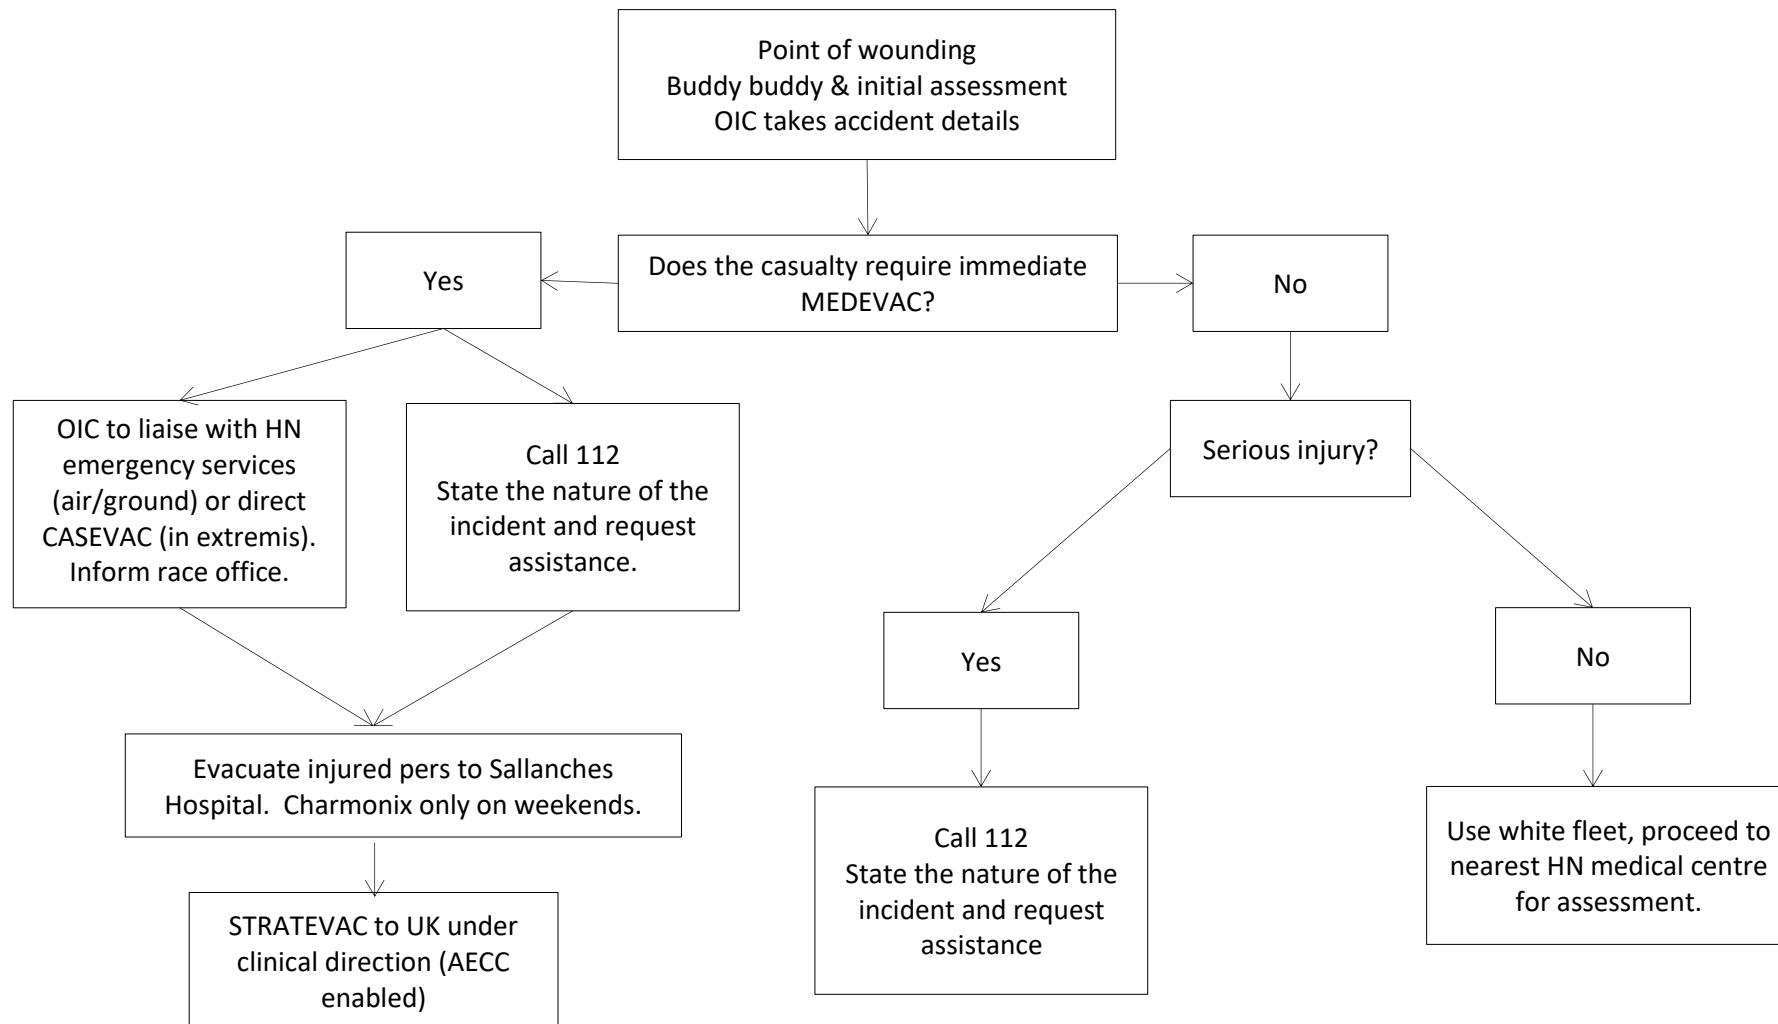 Point of wounding
Buddy buddy & initial assessment
OIC takes accident details
Yes
Does the casualty require immediate
MEDEVAC?
No
OIC to liaise with HN
emergency services
(air/ground) or direct
CASEVAC (in extremis).
Inform race office.
Call 112
State the nature of the
incident and request
assistance.
Serious injury?
Yes
No
Evacuate injured pers to Sallanches
Hospital.  Charmonix only on weekends.
Call 112
State the nature of the
incident and request
assistance
Use white fleet, proceed to
nearest HN medical centre
for assessment.
STRATEVAC to UK under
clinical direction (AECC
enabled)